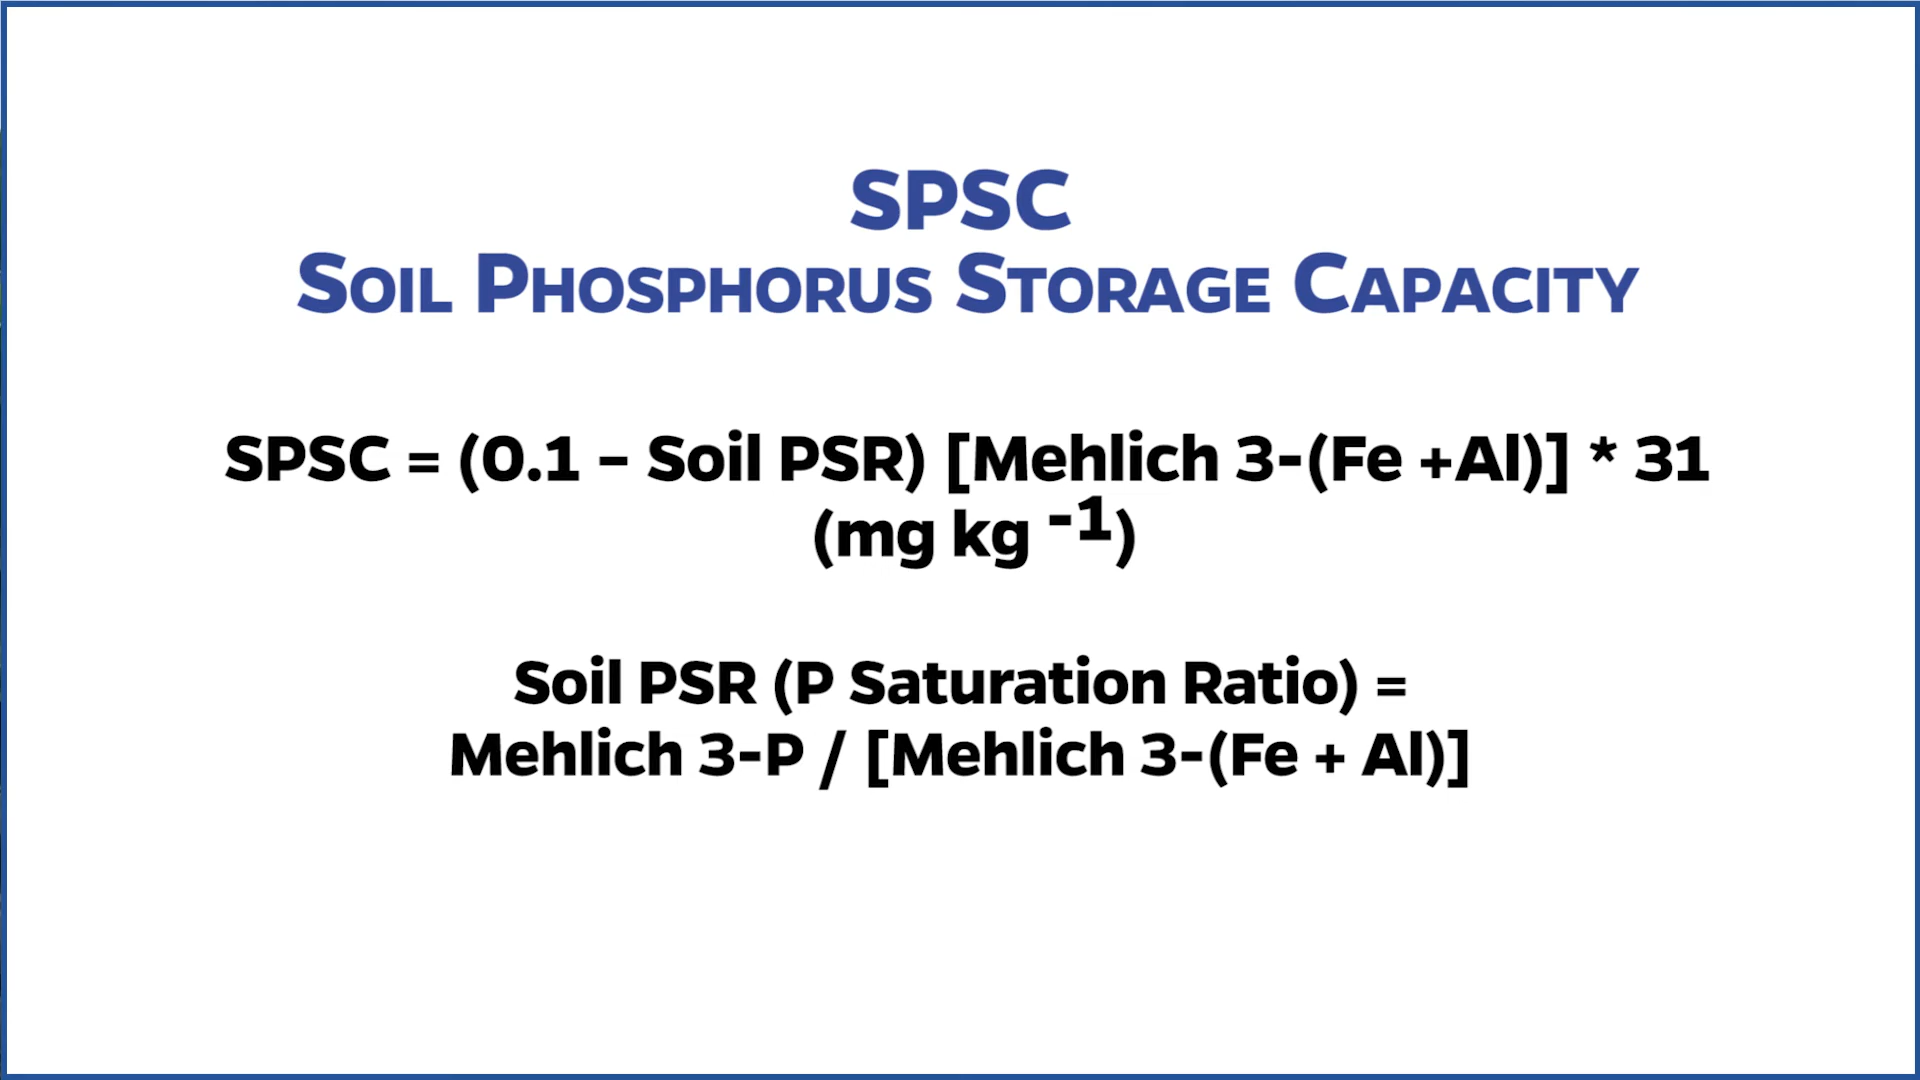 SPSC
Soil Phosphorus Storage Capacity
SPSC = (0.1 – Soil PSR) [Mehlich 3-(Fe +Al)] * 31
(mg kg -1)
Soil PSR (P Saturation Ratio) =
Mehlich 3-P / [Mehlich 3-(Fe + Al)]